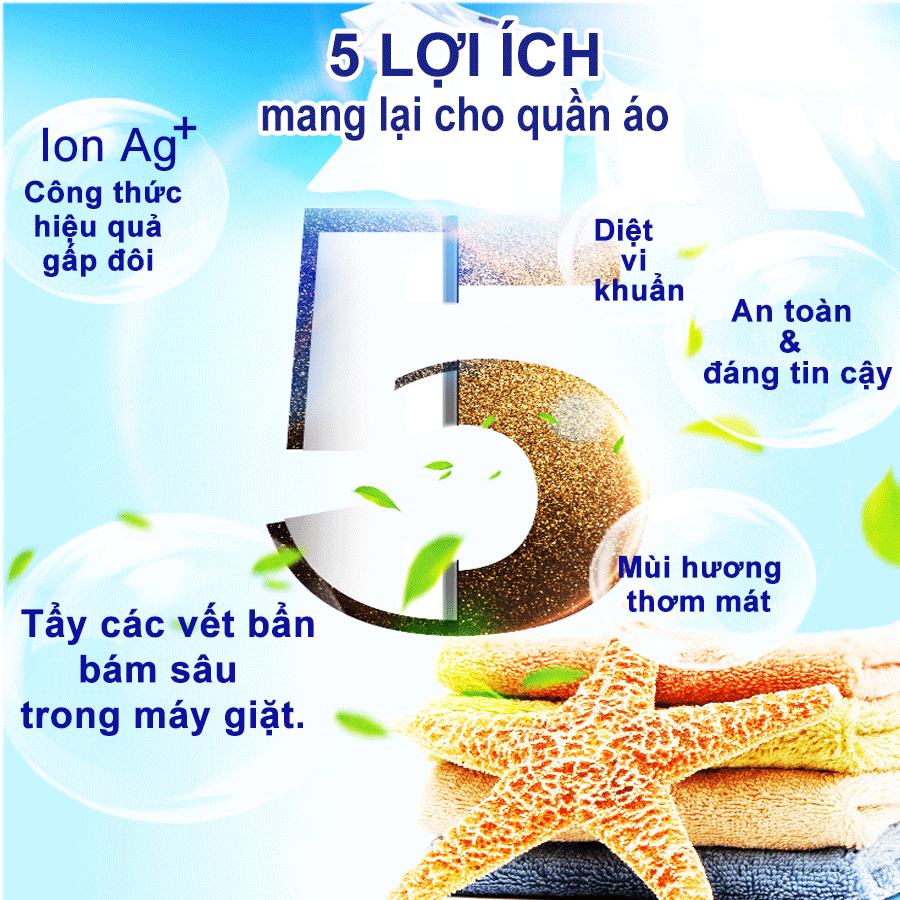 5 LỢI ÍCH
mang lại cho quần áo
Ion Ag+
Công thức
hiệu quả
gấp đôi
Diệt
vi
khuẩn
An toàn
&
đáng tin cậy
5
Mùi hương
thơm mát
Tẩy các vết bẩn
bám sâu
trong máy giặt.